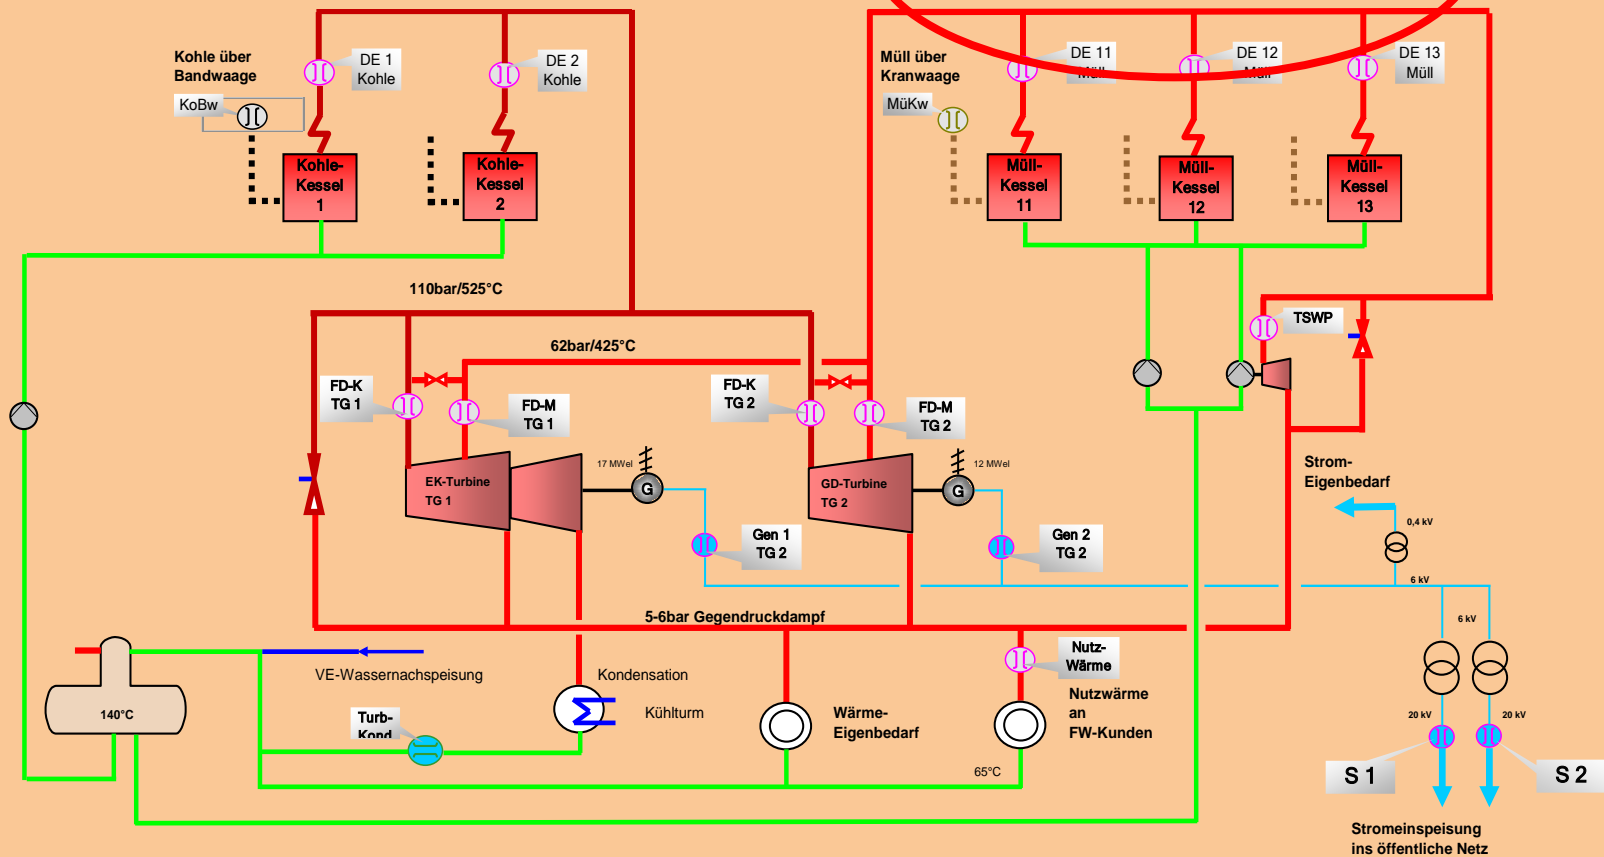 Kohle über
Bandwaage
DE 1
Kohle
DE 2
Kohle
KoBw
Kohle-
Kessel
1
Kohle-
Kessel
2
Müll über
Kranwaage
DE 11
Müll
DE 12
Müll
DE 13
Müll
MüKw
Müll-
Kessel
11
Müll-
Kessel
12
Müll-
Kessel
13
110bar/525°C
62bar/425°C
TSWP
FD-K
TG 1
FD-M
TG 1
FD-K
TG 2
FD-M
TG 2
EK-Turbine
TG 1
17 MWel
G
GD-Turbine
TG 2
12 MWel
G
Gen 1
TG 2
Gen 2
TG 2
Strom-
Eigenbedarf
0,4 kV
6 kV
6 kV
5-6bar Gegendruckdampf
VE-Wassernachspeisung
140°C
Turb-
Kond
Kondensation
Kühlturm
Wärme-
Eigenbedarf
Nutz-
Wärme
Nutzwärme
an
FW-Kunden
65°C
20 kV
20 kV
S 1
S 2
Stromeinspeisung
ins öffentliche Netz